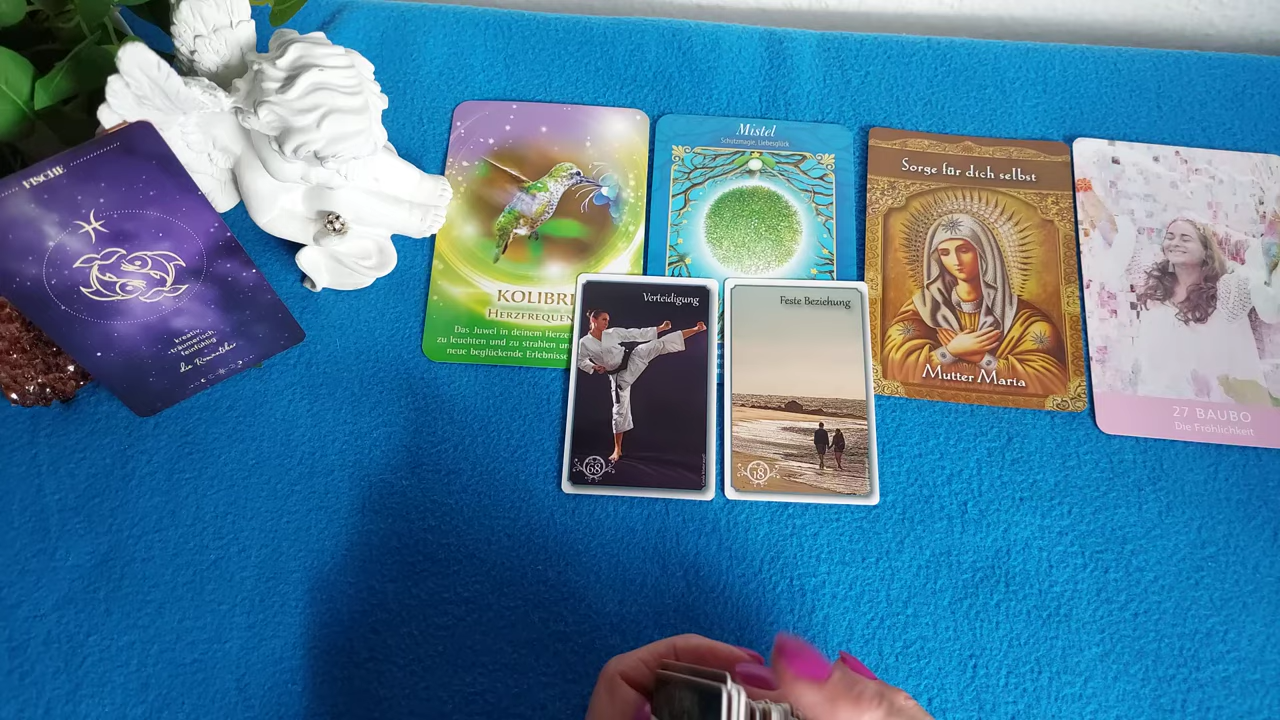 FISCHE
kreativ,
träumerisch,
feinfühlig
die Romantiker
KOLIBRI
HERZFREQUEN
Das Juwel in deinem Herze
zu leuchten und zu strahlen un
neue beglückende Erlebnisse
Mistel
Schutzmagie, Liebesglück
Sorge für dich selbst
Mutter Maria
27 BAUBO
Die Fröhlichkeit
Verteidigung
68
Feste Beziehung
18